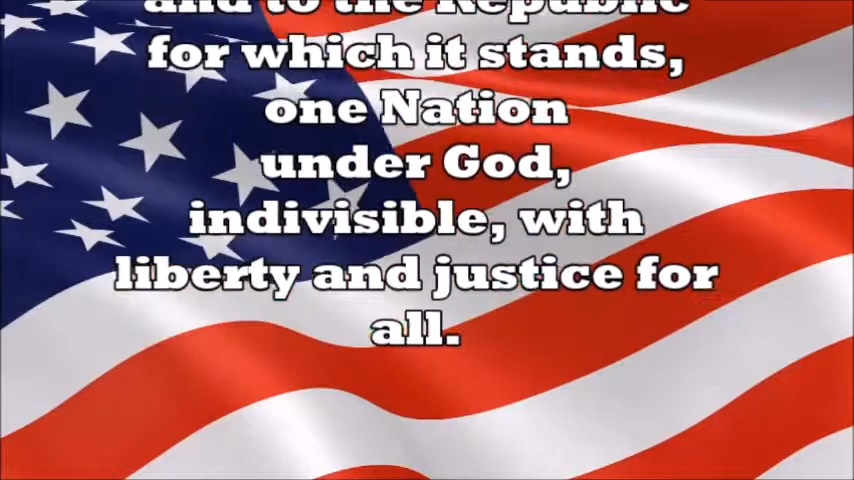 and to the Republic
for which it stands,
one Nation
under God,
indivisible, with
liberty and justice for
all.